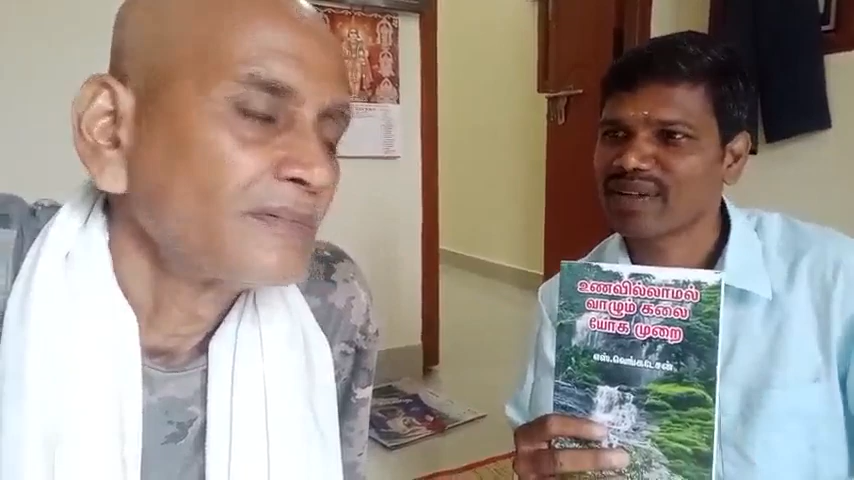 உணவில்லாமல்
வாழும் கலை
யோக முறை
எஸ்.வெங்கடேசன்